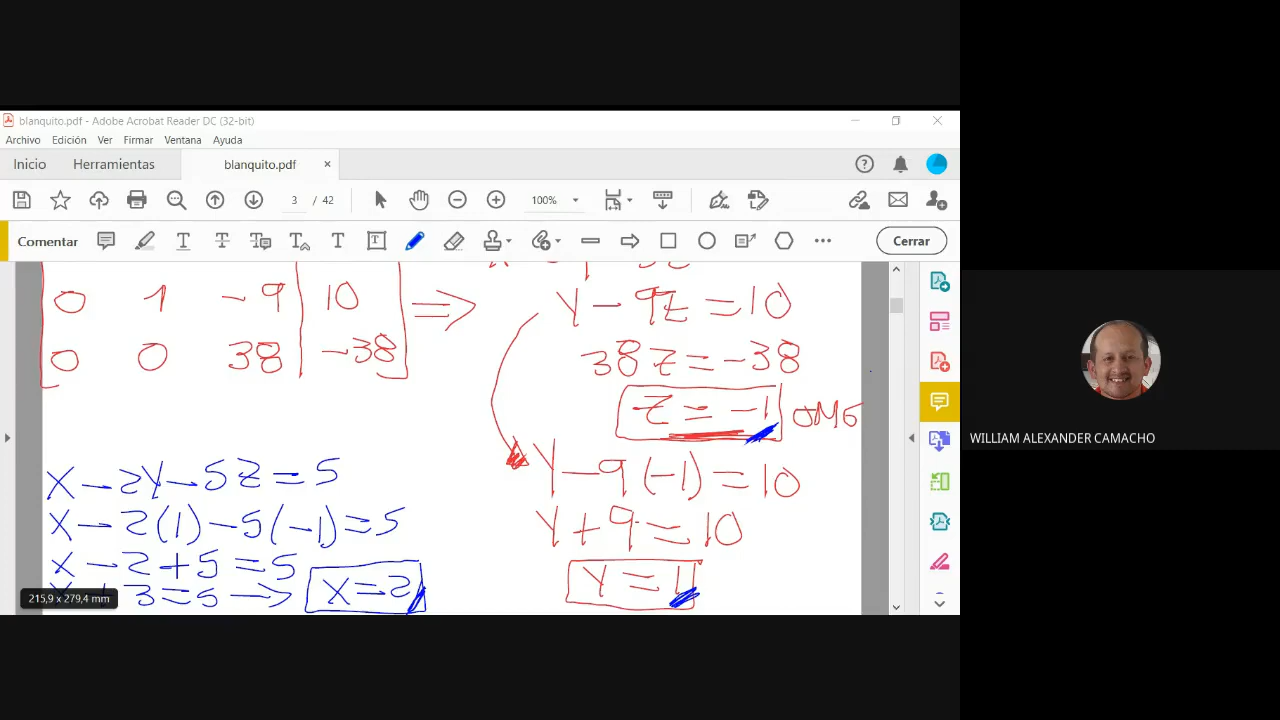 blanquito.pdf - Adobe Acrobat Reader DC (32-bit)
Archivo Edición Ver Firmar Ventana Ayuda
Inicio Herramientas blanquito.pdf ×
3 / 42 100%
Comentar Cerrar
0 1 -9 | 10 ⇒ Y - 9Z = 10
0 0 38 | -38 38Z = -38
Z = -1 OMG
Y - 9(-1) = 10
Y + 9 = 10
Y = 1
X - 2Y - 5Z = 5
X - 2(1) - 5(-1) = 5
X - 2 + 5 = 5
3 = 5 → X = 2
215,9 x 279,4 mm
WILLIAM ALEXANDER CAMACHO